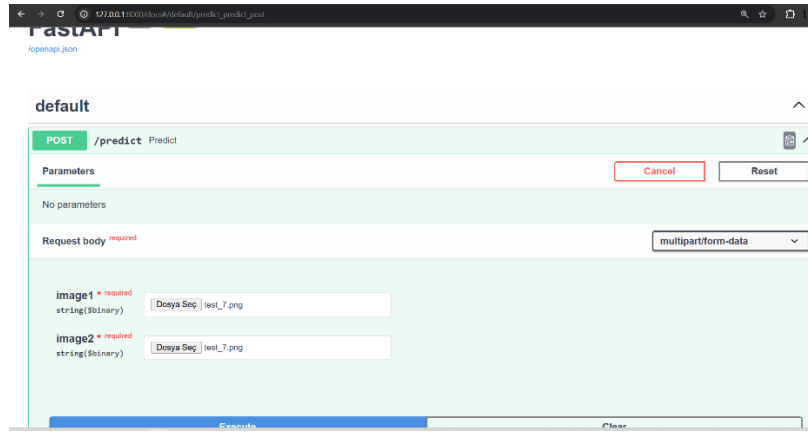 127.0.0.1:8000/docs#/default/predict_predict_post
FastAPI
/openapi.json
default
POST /predict Predict
Parameters
Cancel
Reset
No parameters
Request body required
multipart/form-data
image1 * required
string($binary)
Dosya Seç test_7.png
image2 * required
string($binary)
Dosya Seç test_7.png
Execute
Clear